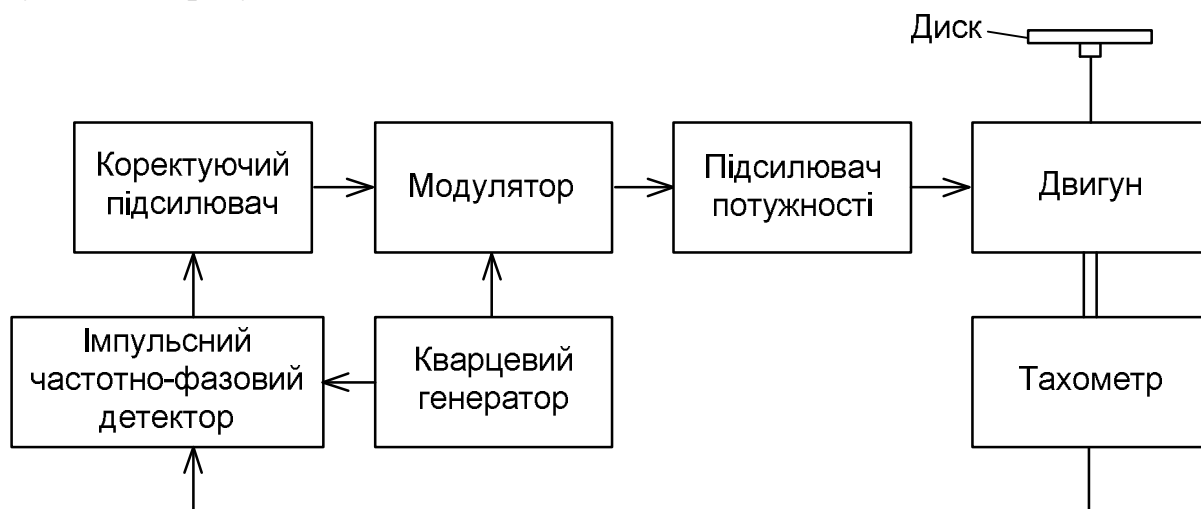 Диск
Коректуючий
підсилювач
Модулятор
Підсилювач
потужності
Двигун
Імпульсний
частотно-фазовий
детектор
Кварцевий
генератор
Тахометр